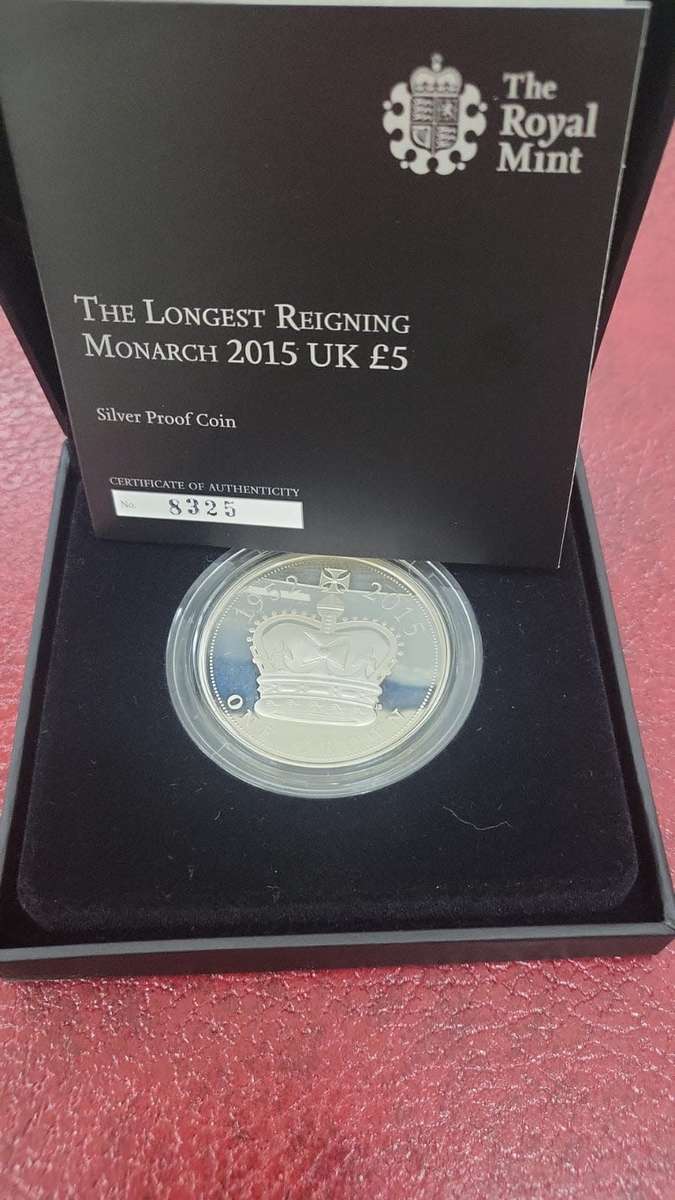 The
Royal
Mint
THE LONGEST REIGNING
MONARCH 2015 UK £5
Silver Proof Coin
CERTIFICATE OF AUTHENTICITY
No. 8325
2015
ONE